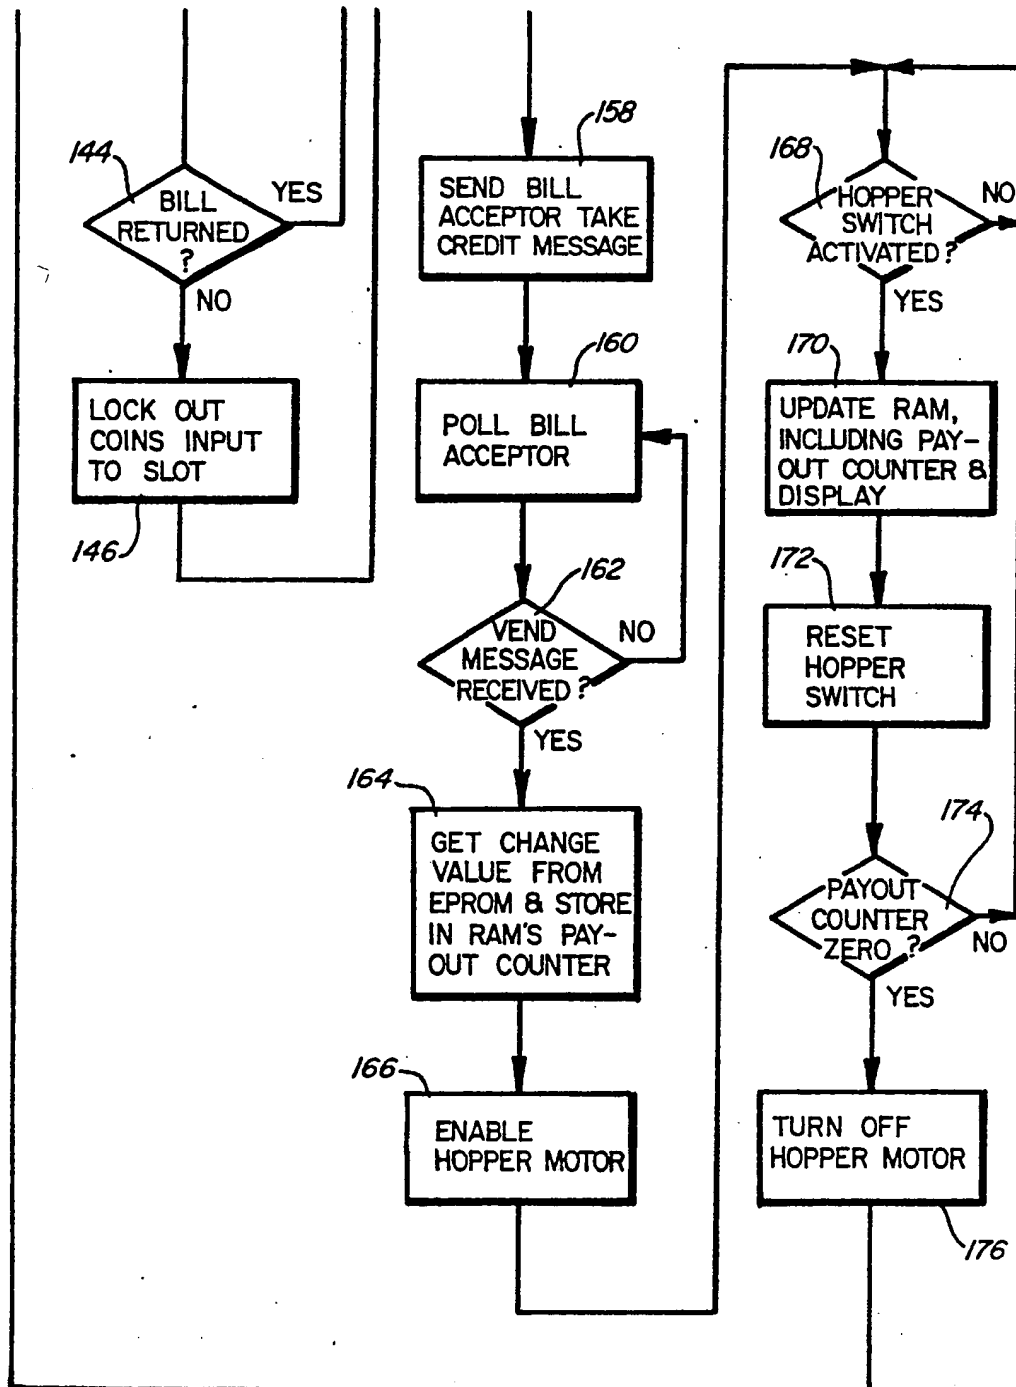 144
BILL
RETURNED
?
YES
NO
LOCK OUT
COINS INPUT
TO SLOT
146
158
SEND BILL
ACCEPTOR TAKE
CREDIT MESSAGE
160
POLL BILL
ACCEPTOR
162
VEND
MESSAGE
RECEIVED?
NO
YES
164
GET CHANGE
VALUE FROM
EPROM & STORE
IN RAM'S PAY-
OUT COUNTER
166
ENABLE
HOPPER MOTOR
168
HOPPER
SWITCH
ACTIVATED?
NO
YES
170
UPDATE RAM,
INCLUDING PAY-
OUT COUNTER &
DISPLAY
172
RESET
HOPPER
SWITCH
174
PAYOUT
COUNTER
ZERO?
NO
YES
TURN OFF
HOPPER MOTOR
176